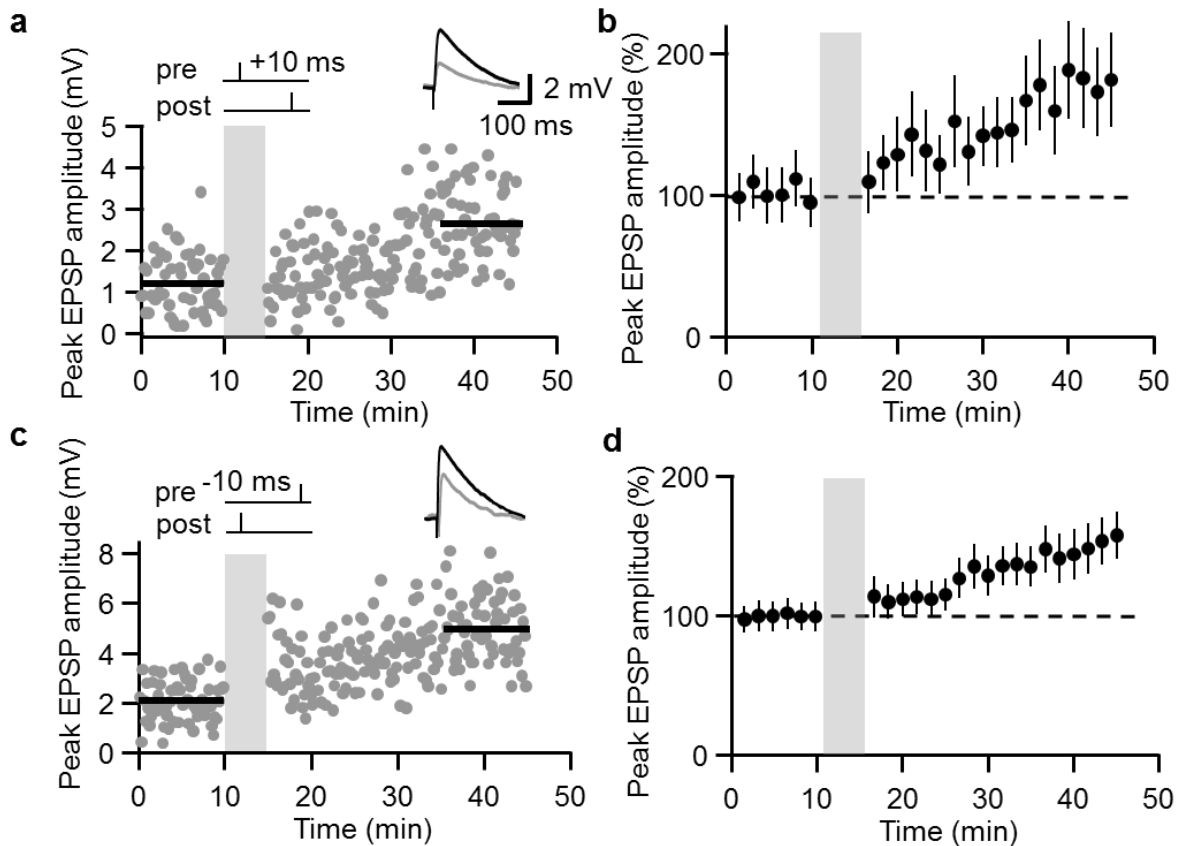 a
pre
+10 ms
post
2 mV
100 ms
Peak EPSP amplitude (mV)
5
4
3
2
1
0
0 10 20 30 40 50
Time (min)
b
Peak EPSP amplitude (%)
200
100
0
0 10 20 30 40 50
Time (min)
c
pre
-10 ms
post
Peak EPSP amplitude (mV)
8
6
4
2
0
0 10 20 30 40 50
Time (min)
d
Peak EPSP amplitude (%)
200
100
0
0 10 20 30 40 50
Time (min)